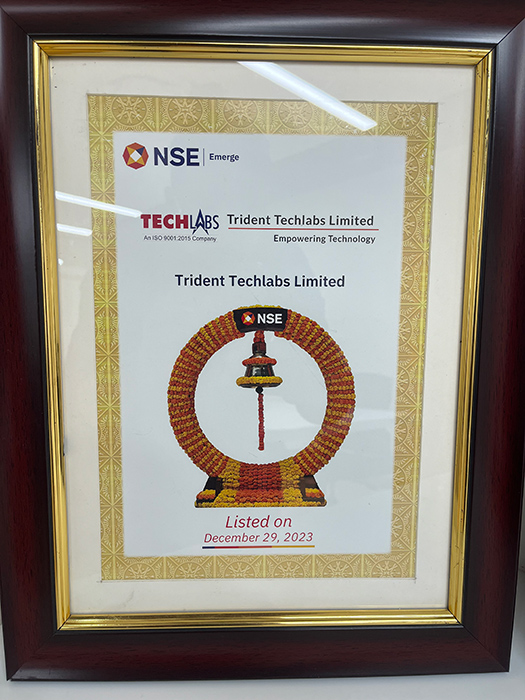 NSE | Emerge
TECHLABS
An ISO 9001:2015 Company
Trident Techlabs Limited
Empowering Technology
Trident Techlabs Limited
NSE
Listed on
December 29, 2023